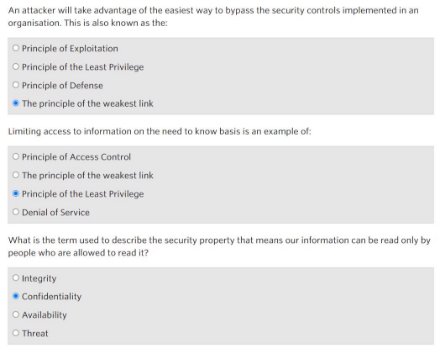 An attacker will take advantage of the easiest way to bypass the security controls implemented in an
organisation. This is also known as the:
Principle of Exploitation
Principle of the Least Privilege
Principle of Defense
The principle of the weakest link
Limiting access to information on the need to know basis is an example of:
Principle of Access Control
The principle of the weakest link
Principle of the Least Privilege
Denial of Service
What is the term used to describe the security property that means our information can be read only by
people who are allowed to read it?
Integrity
Confidentiality
Availability
Threat